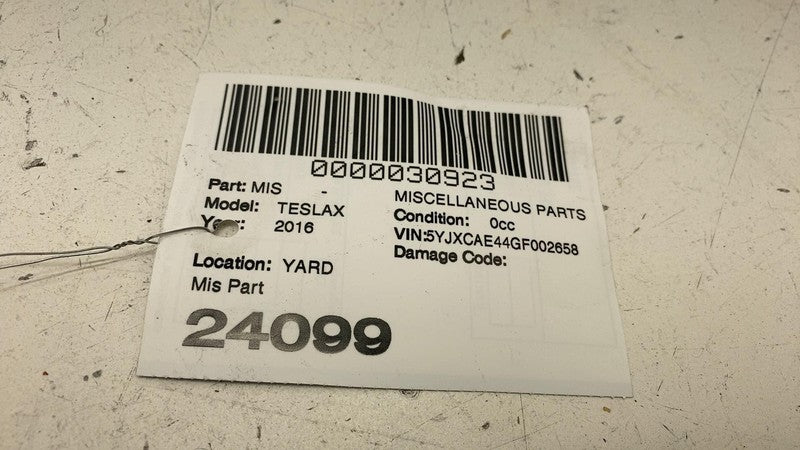 0000030923
Part: MIS -
MISCELLANEOUS PARTS
Model: TESLAX
Condition: 0cc
Year: 2016
VIN:5YJXCAE44GF002658
Damage Code:
Location: YARD
Mis Part
24099